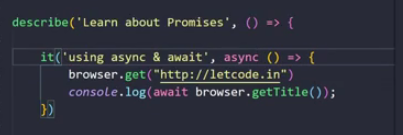 describe('Learn about Promises', () => {
it('using async & await', async () => {
browser.get("http://letcode.in")
console.log(await browser.getTitle());
})